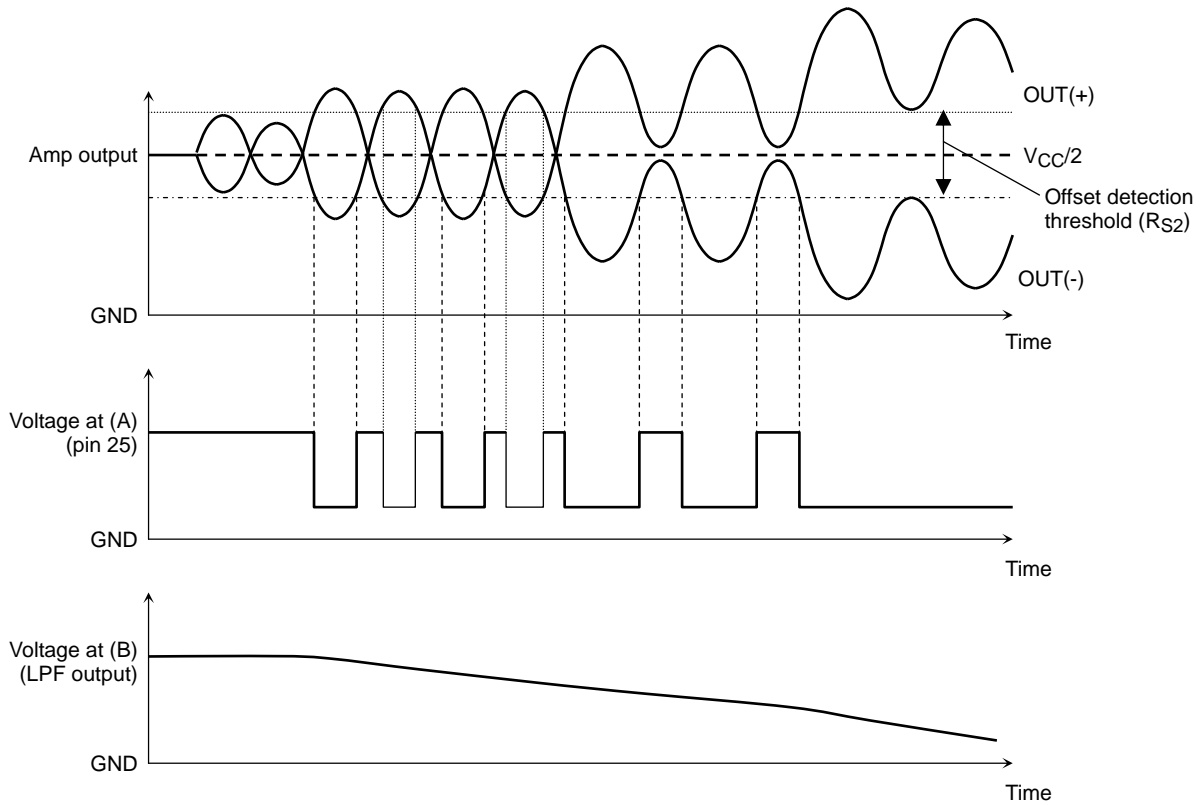 OUT(+)
Amp output
VCC/2
Offset detection
threshold (RS2)
OUT(-)
GND
Time
Voltage at (A)
(pin 25)
GND
Time
Voltage at (B)
(LPF output)
GND
Time